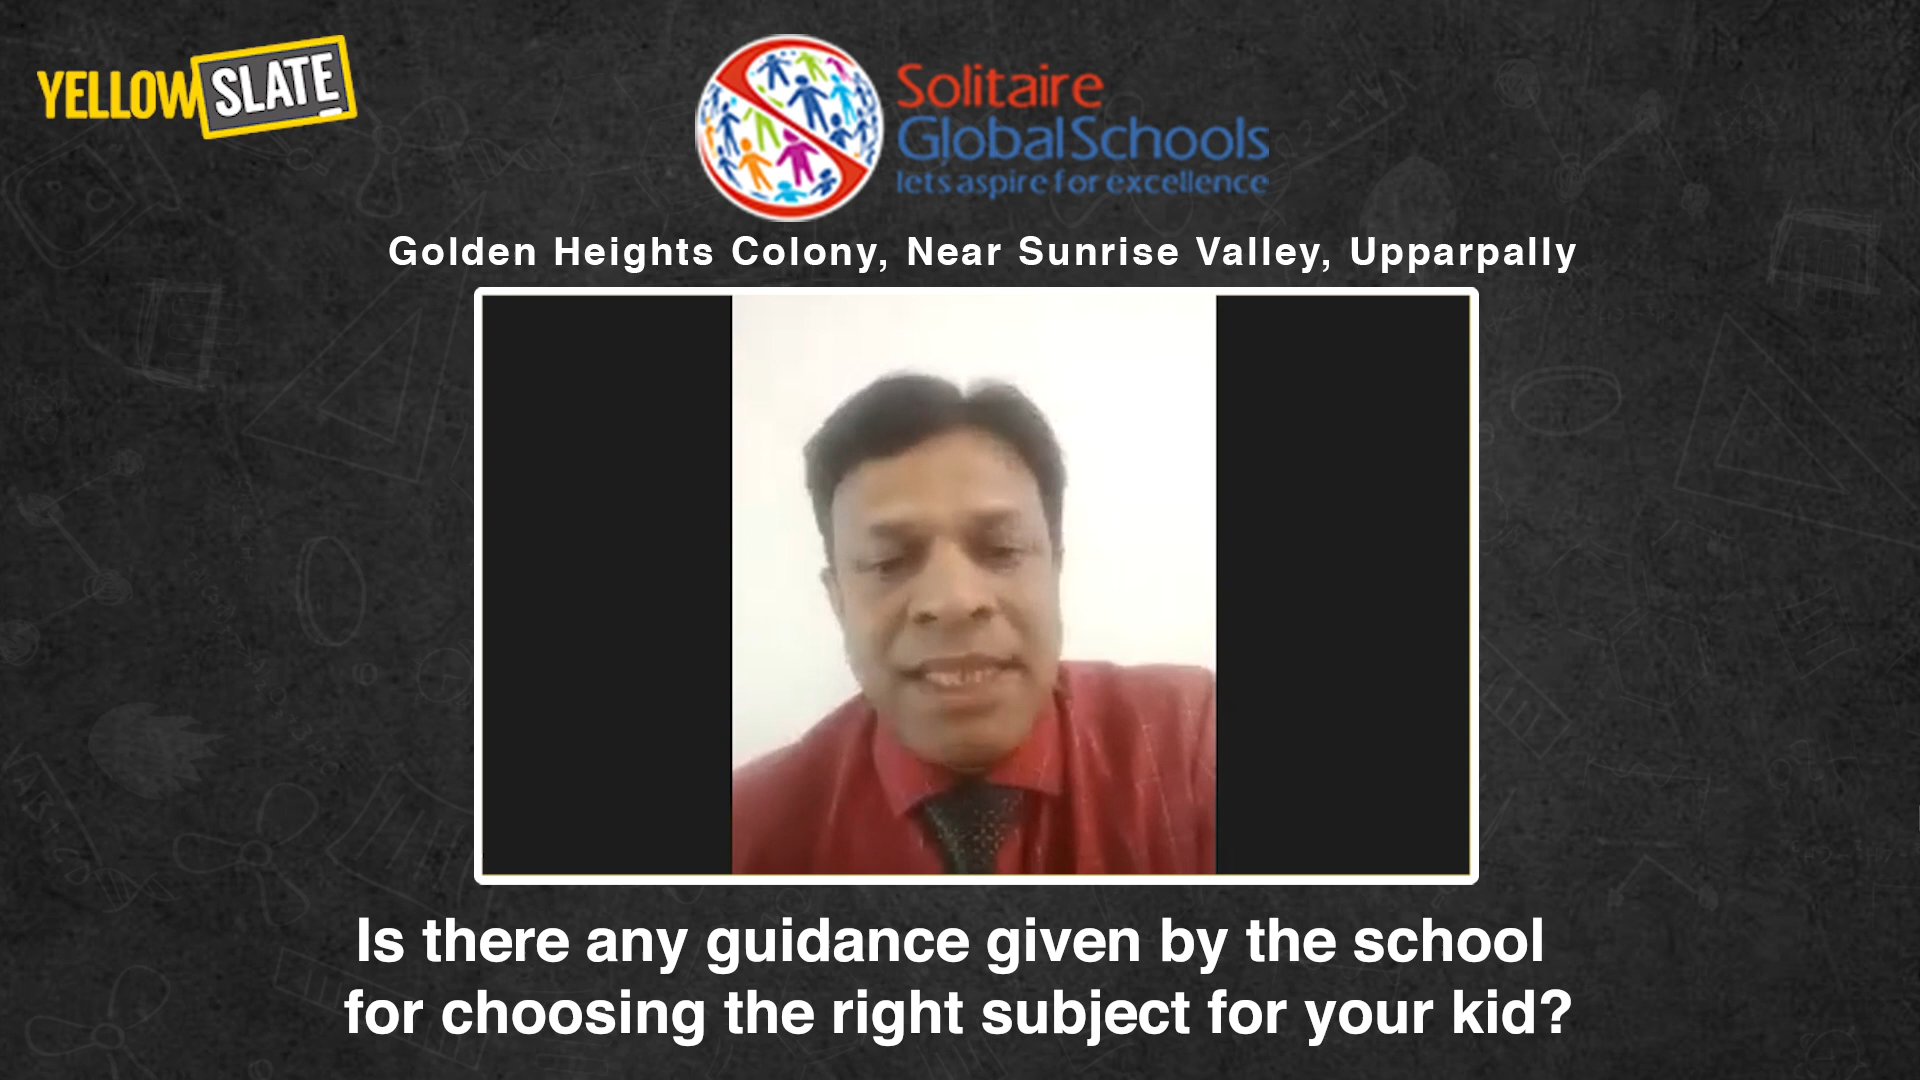 YELLOW SLATE
Solitaire
GlobalSchools
lets aspire for excellence
Golden Heights Colony, Near Sunrise Valley, Upparpally
Is there any guidance given by the school
for choosing the right subject for your kid?